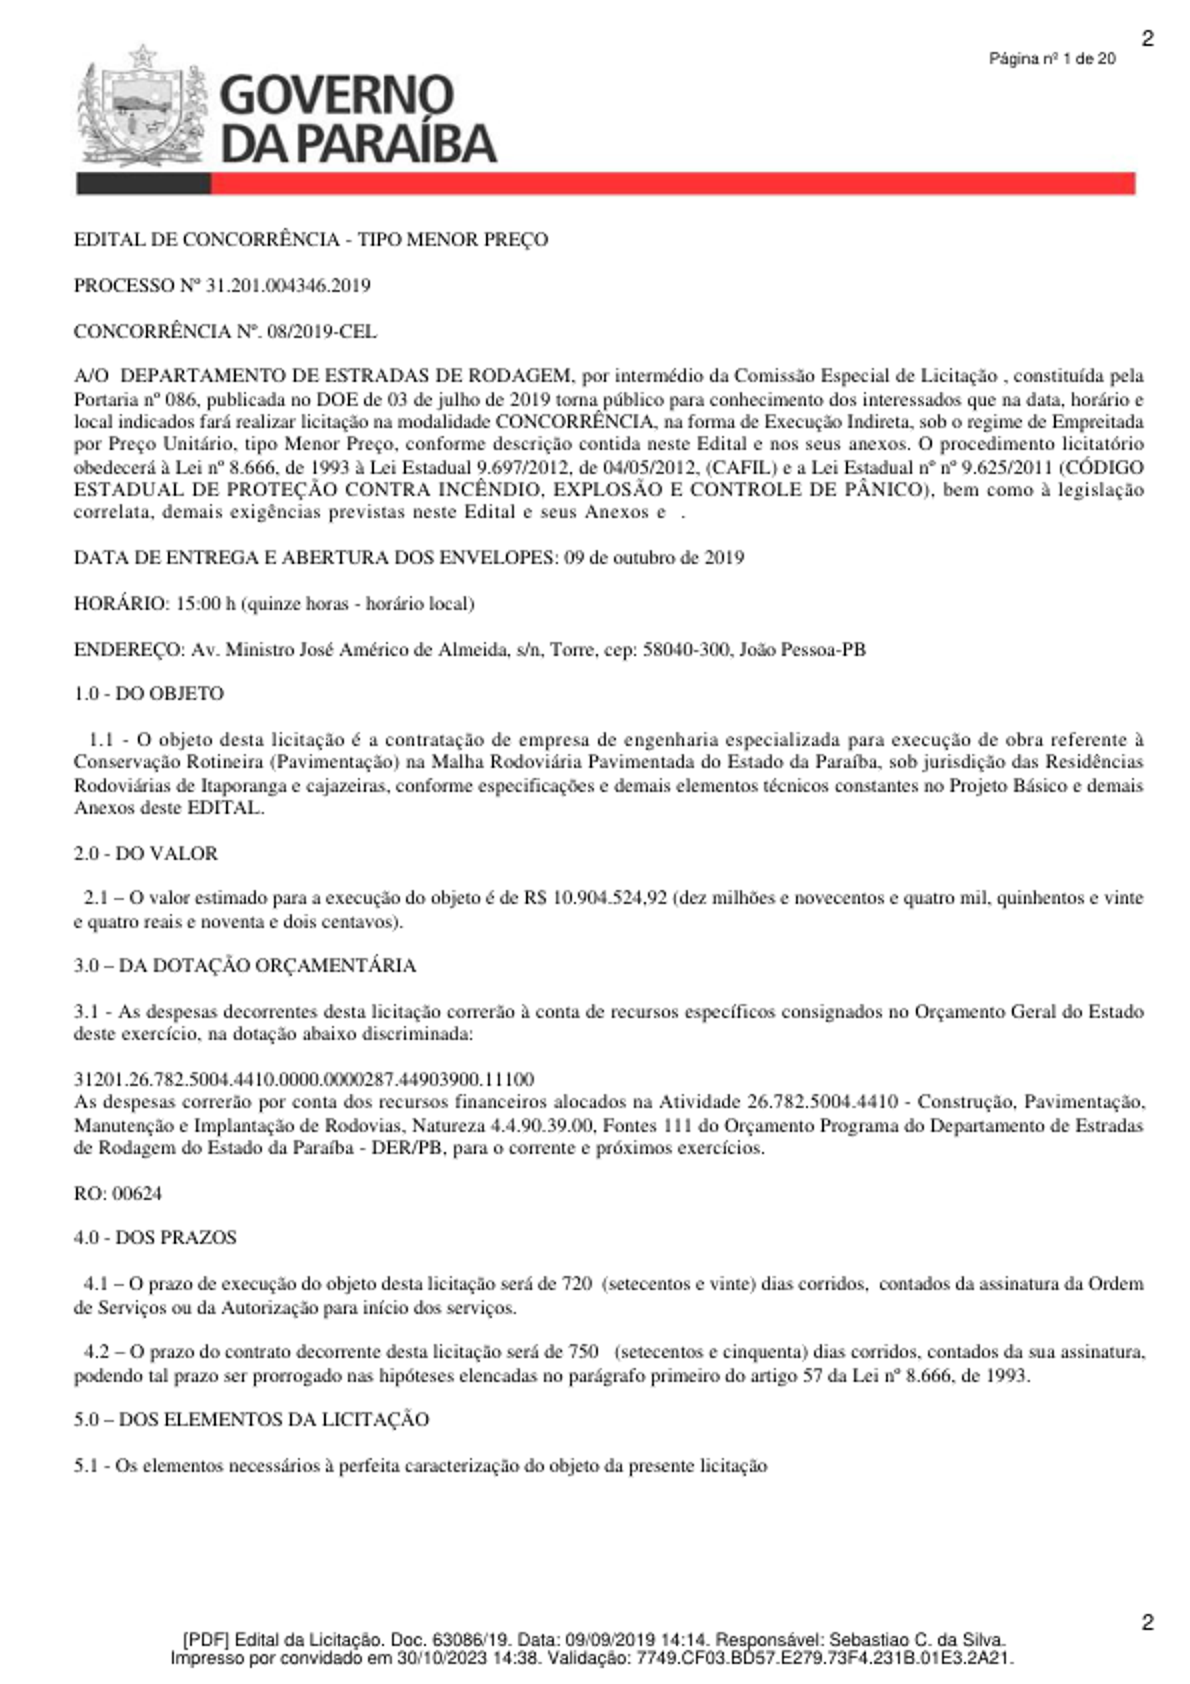 2
Página nº 1 de 20
GOVERNO
DA PARAÍBA
EDITAL DE CONCORRÊNCIA - TIPO MENOR PREÇO
PROCESSO Nº 31.201.004346.2019
CONCORRÊNCIA Nº. 08/2019-CEL
A/O DEPARTAMENTO DE ESTRADAS DE RODAGEM, por intermédio da Comissão Especial de Licitação , constituída pela
Portaria nº 086, publicada no DOE de 03 de julho de 2019 torna público para conhecimento dos interessados que na data, horário e
local indicados fará realizar licitação na modalidade CONCORRÊNCIA, na forma de Execução Indireta, sob o regime de Empreitada
por Preço Unitário, tipo Menor Preço, conforme descrição contida neste Edital e nos seus anexos. O procedimento licitatório
obedecerá à Lei nº 8.666, de 1993 à Lei Estadual 9.697/2012, de 04/05/2012, (CAFIL) e a Lei Estadual nº nº 9.625/2011 (CÓDIGO
ESTADUAL DE PROTEÇÃO CONTRA INCÊNDIO, EXPLOSÃO E CONTROLE DE PÂNICO), bem como à legislação
correlata, demais exigências previstas neste Edital e seus Anexos e .
DATA DE ENTREGA E ABERTURA DOS ENVELOPES: 09 de outubro de 2019
HORÁRIO: 15:00 h (quinze horas - horário local)
ENDEREÇO: Av. Ministro José Américo de Almeida, s/n, Torre, cep: 58040-300, João Pessoa-PB
1.0 - DO OBJETO
1.1 - O objeto desta licitação é a contratação de empresa de engenharia especializada para execução de obra referente à
Conservação Rotineira (Pavimentação) na Malha Rodoviária Pavimentada do Estado da Paraíba, sob jurisdição das Residências
Rodoviárias de Itaporanga e cajazeiras, conforme especificações e demais elementos técnicos constantes no Projeto Básico e demais
Anexos deste EDITAL.
2.0 - DO VALOR
2.1 – O valor estimado para a execução do objeto é de R$ 10.904.524,92 (dez milhões e novecentos e quatro mil, quinhentos e vinte
e quatro reais e noventa e dois centavos).
3.0 – DA DOTAÇÃO ORÇAMENTÁRIA
3.1 - As despesas decorrentes desta licitação correrão à conta de recursos específicos consignados no Orçamento Geral do Estado
deste exercício, na dotação abaixo discriminada:
31201.26.782.5004.4410.0000.0000287.44903900.11100
As despesas correrão por conta dos recursos financeiros alocados na Atividade 26.782.5004.4410 - Construção, Pavimentação,
Manutenção e Implantação de Rodovias, Natureza 4.4.90.39.00, Fontes 111 do Orçamento Programa do Departamento de Estradas
de Rodagem do Estado da Paraíba - DER/PB, para o corrente e próximos exercícios.
RO: 00624
4.0 - DOS PRAZOS
4.1 – O prazo de execução do objeto desta licitação será de 720 (setecentos e vinte) dias corridos, contados da assinatura da Ordem
de Serviços ou da Autorização para início dos serviços.
4.2 – O prazo do contrato decorrente desta licitação será de 750 (setecentos e cinquenta) dias corridos, contados da sua assinatura,
podendo tal prazo ser prorrogado nas hipóteses elencadas no parágrafo primeiro do artigo 57 da Lei nº 8.666, de 1993.
5.0 – DOS ELEMENTOS DA LICITAÇÃO
5.1 - Os elementos necessários à perfeita caracterização do objeto da presente licitação
2
[PDF] Edital da Licitação. Doc. 63086/19. Data: 09/09/2019 14:14. Responsável: Sebastiao C. da Silva.
Impresso por convidado em 30/10/2023 14:38. Validação: 7749.CF03.BD57.E279.73F4.231B.01E3.2A21.